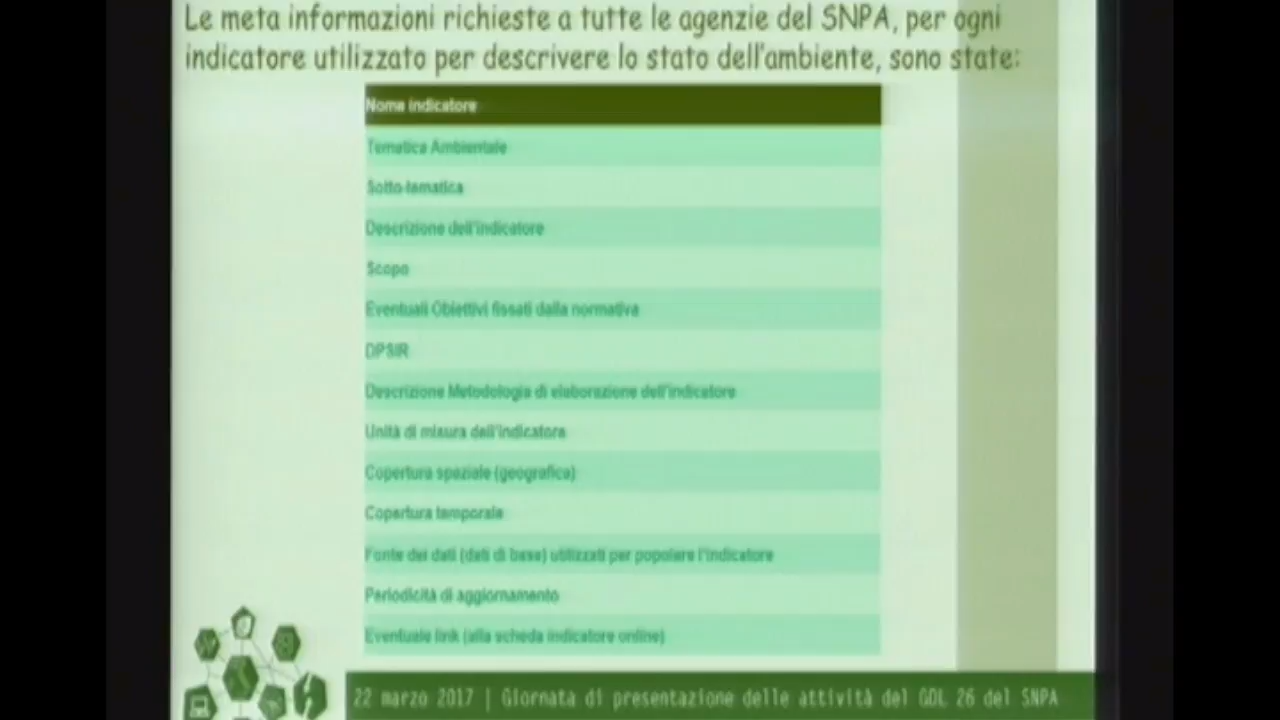 Le meta informazioni richieste a tutte le agenzie del SNPA, per ogni
indicatore utilizzato per descrivere lo stato dell'ambiente, sono state:
Nome indicatore
Tematica Ambientale
Sotto-tematica
Descrizione dell'indicatore
Scopo
Eventuali Obiettivi fissati dalla normativa
DPSIR
Descrizione Metodologia di elaborazione dell'indicatore
Unità di misura dell'indicatore
Copertura spaziale (geografica)
Copertura temporale
Fonte dei dati (dati di base) utilizzati per popolare l'indicatore
Periodicità di aggiornamento
Eventuale link (alla scheda indicatore online)
22 marzo 2017 | Giornata di presentazione delle attività del GDL 26 del SNPA